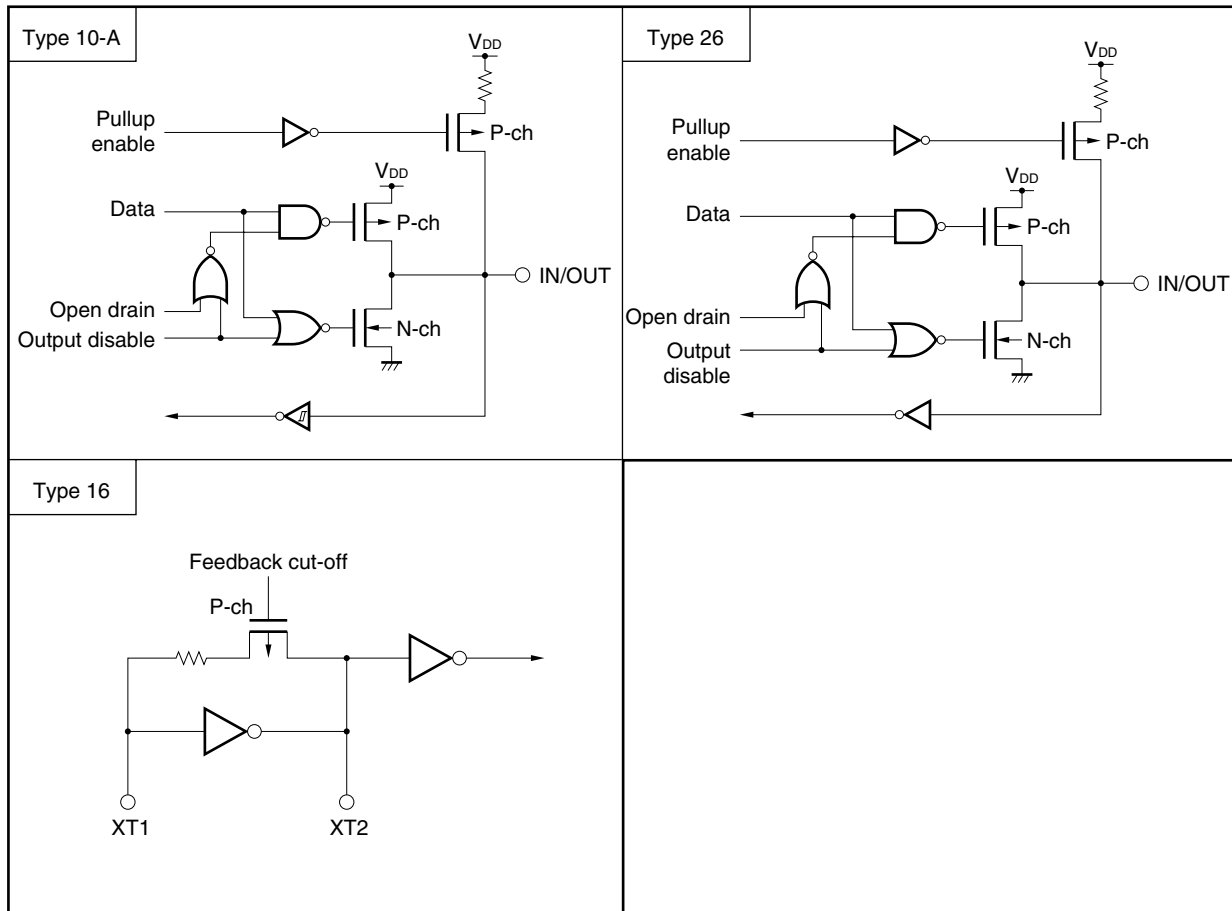 Type 10-A
VDD
Pullup
enable
P-ch
VDD
Data
P-ch
IN/OUT
Open drain
Output disable
N-ch
Type 26
VDD
Pullup
enable
P-ch
VDD
Data
P-ch
IN/OUT
Open drain
Output
disable
N-ch
Type 16
Feedback cut-off
P-ch
XT1
XT2